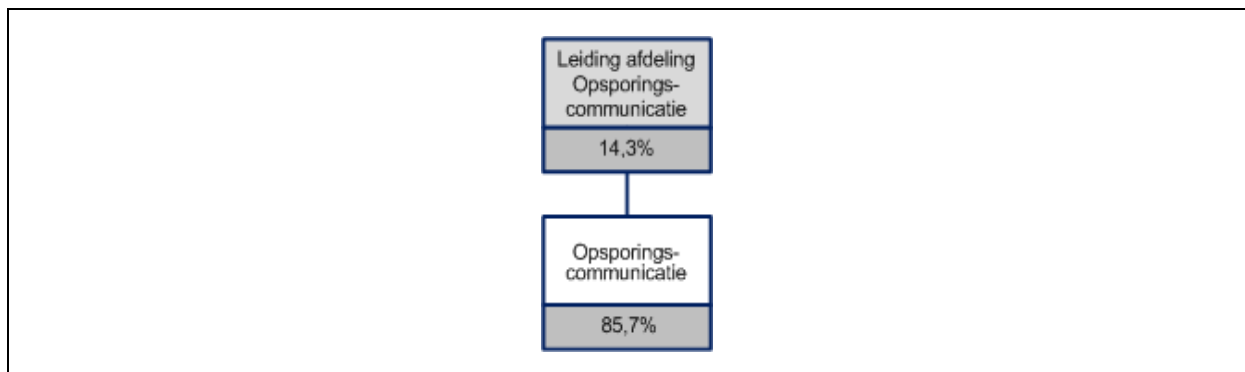 Leiding afdeling
Opsporings-
communicatie
14,3%
Opsporings-
communicatie
85,7%